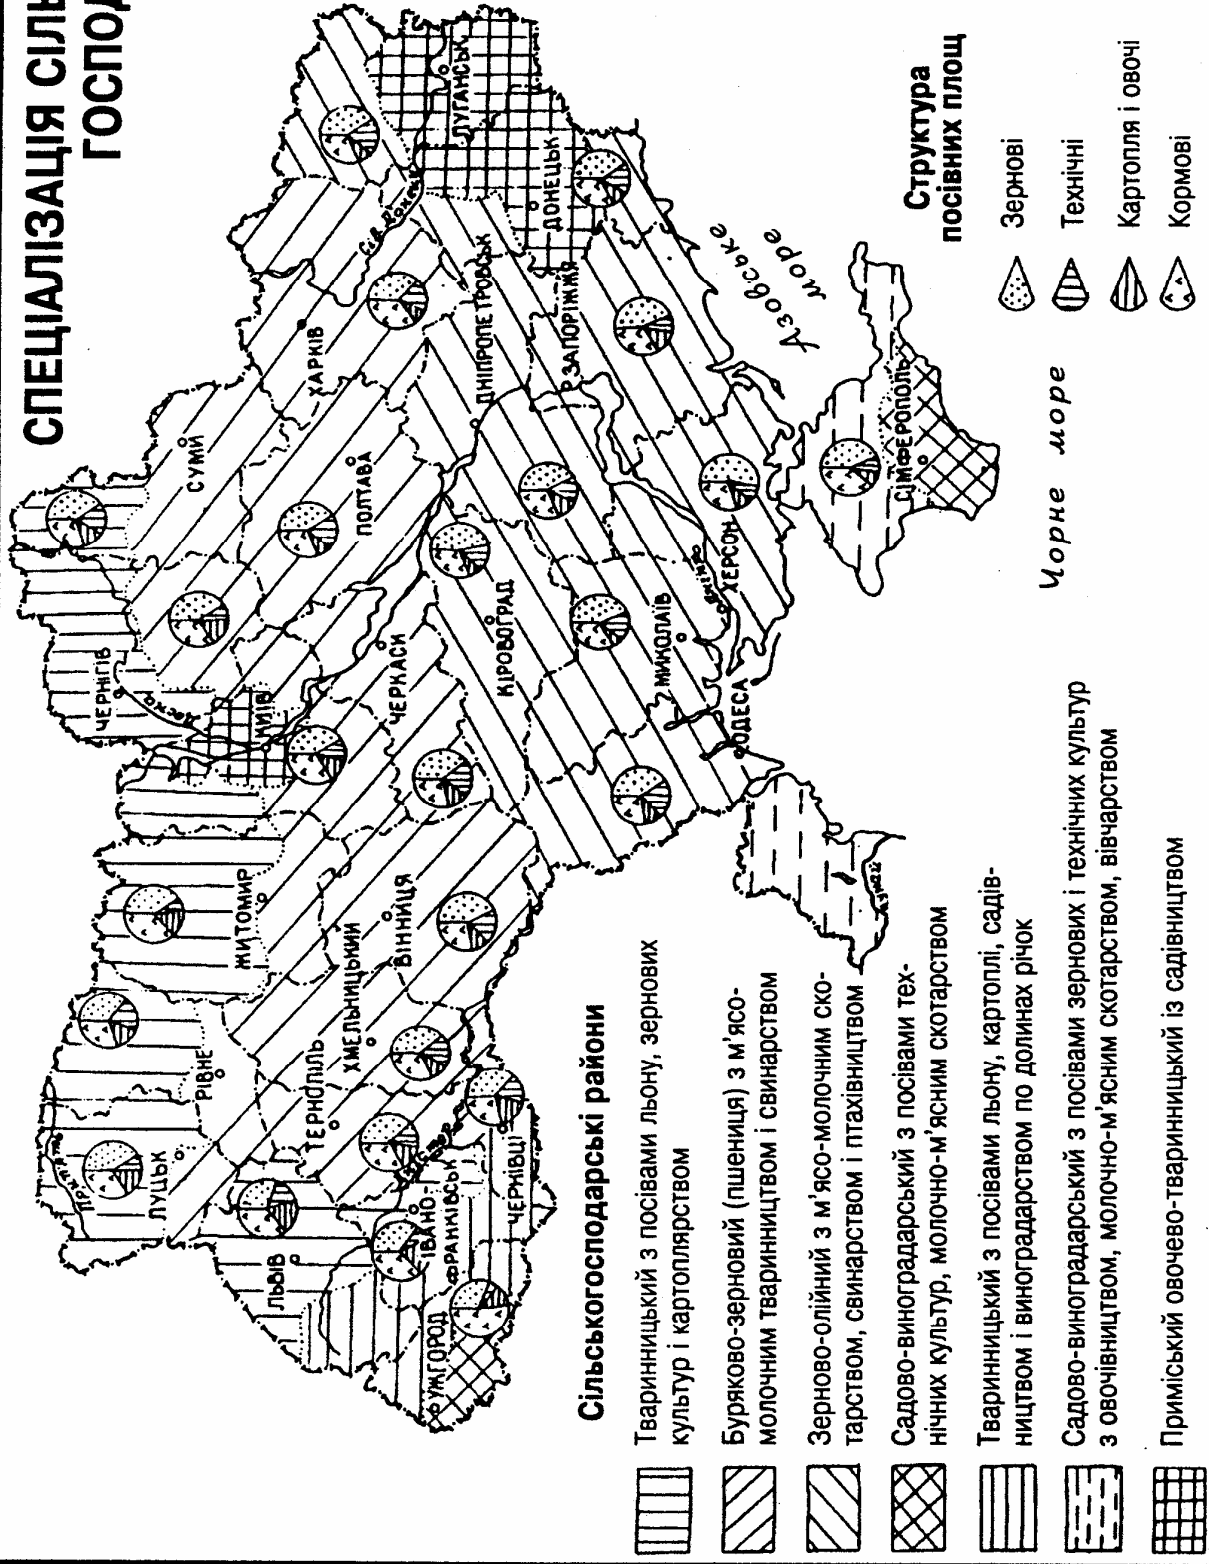 СПЕЦІАЛІЗАЦІЯ СІЛЬ
ГОСПОД
ЧЕРНІГІВ
Десна
СУМИ
КИЇВ
ЛУЦЬК
РІВНЕ
ЖИТОМИР
ЛЬВІВ
ТЕРНОПІЛЬ
ХМЕЛЬНИЦЬКИЙ
ВІННИЦЯ
ЧЕРКАСИ
ПОЛТАВА
ХАРКІВ
Сів. Донець
ЛУГАНСЬК
УЖГОРОД
ІВАНО-
ФРАНКІВСЬК
ЧЕРНІВЦІ
КІРОВОГРАД
ДНІПРОПЕТРОВСЬК
ДОНЕЦЬК
ЗАПОРІЖЖЯ
МИКОЛАЇВ
ХЕРСОН
ОДЕСА
СІМФЕРОПОЛЬ
Азовське
море
Чорне море
Сільськогосподарські райони
Тваринницький з посівами льону, зернових
культур і картоплярством
Буряково-зерновий (пшениця) з м'ясо-
молочним тваринництвом і свинарством
Зерново-олійний з м'ясо-молочним ско-
тарством, свинарством і птахівництвом
Садово-виноградарський з посівами тех-
нічних культур, молочно-м'ясним скотарством
Тваринницький з посівами льону, картоплі, садів-
ництвом і виноградарством по долинах річок
Садово-виноградарський з посівами зернових і технічних культур
з овочівництвом, молочно-м'ясним скотарством, вівчарством
Приміський овочево-тваринницький із садівництвом
Структура
посівних площ
Зернові
Технічні
Картопля і овочі
Кормові